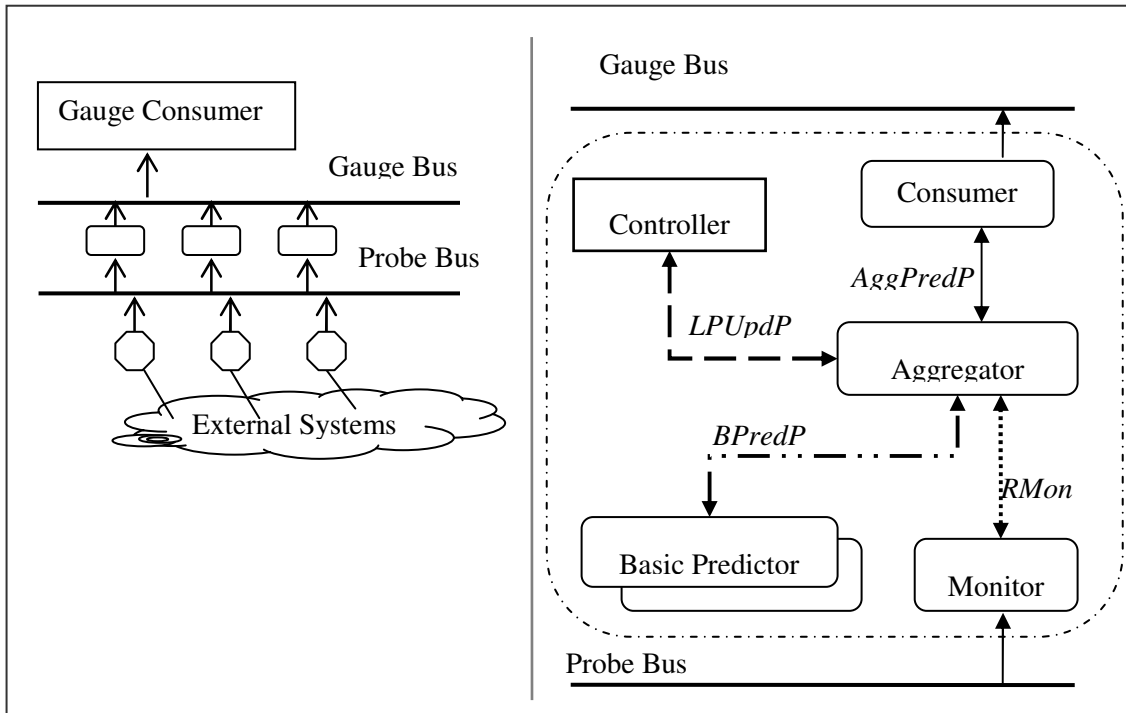 Gauge Consumer
Gauge Bus
Probe Bus
External Systems
Gauge Bus
Consumer
Controller
AggPredP
LPUpdP
Aggregator
BPredP
RMon
Basic Predictor
Monitor
Probe Bus